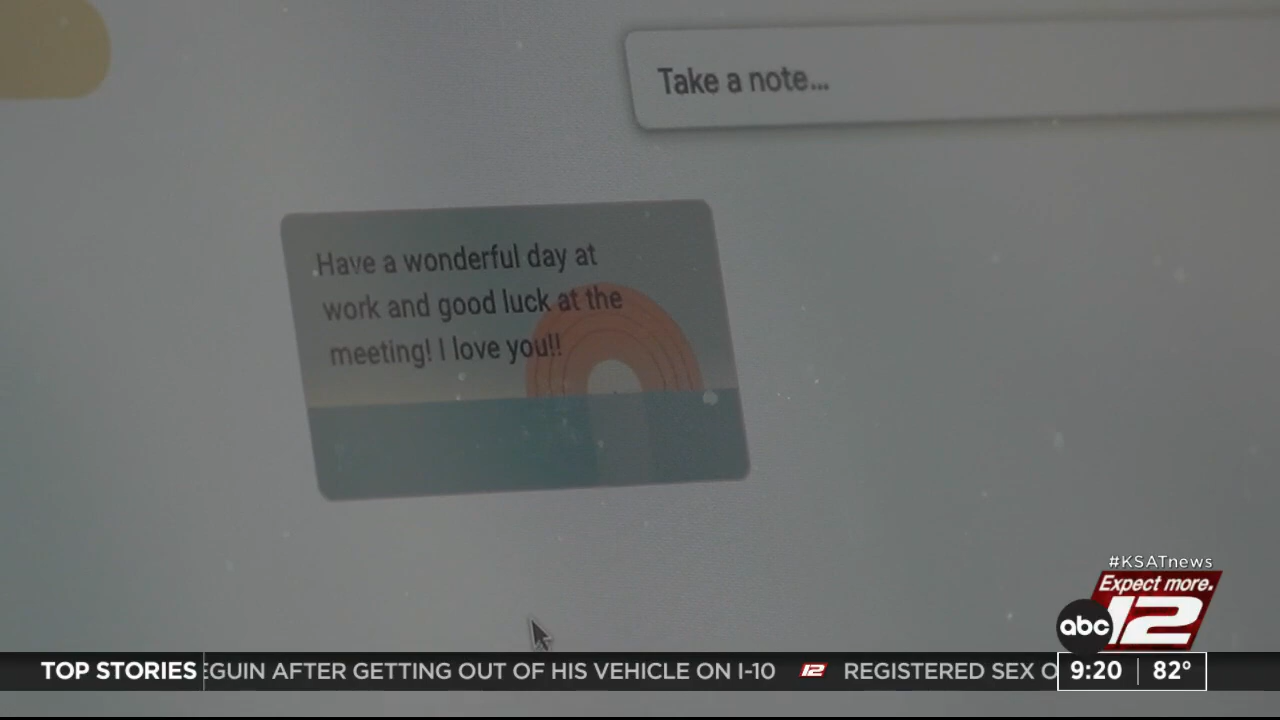 Take a note...
Have a wonderful day at
work and good luck at the
meeting! I love you!!
#KSATnews
Expect more.
abc 12
TOP STORIES
EGUIN AFTER GETTING OUT OF HIS VEHICLE ON I-10 12 REGISTERED SEX O
9:20 82°